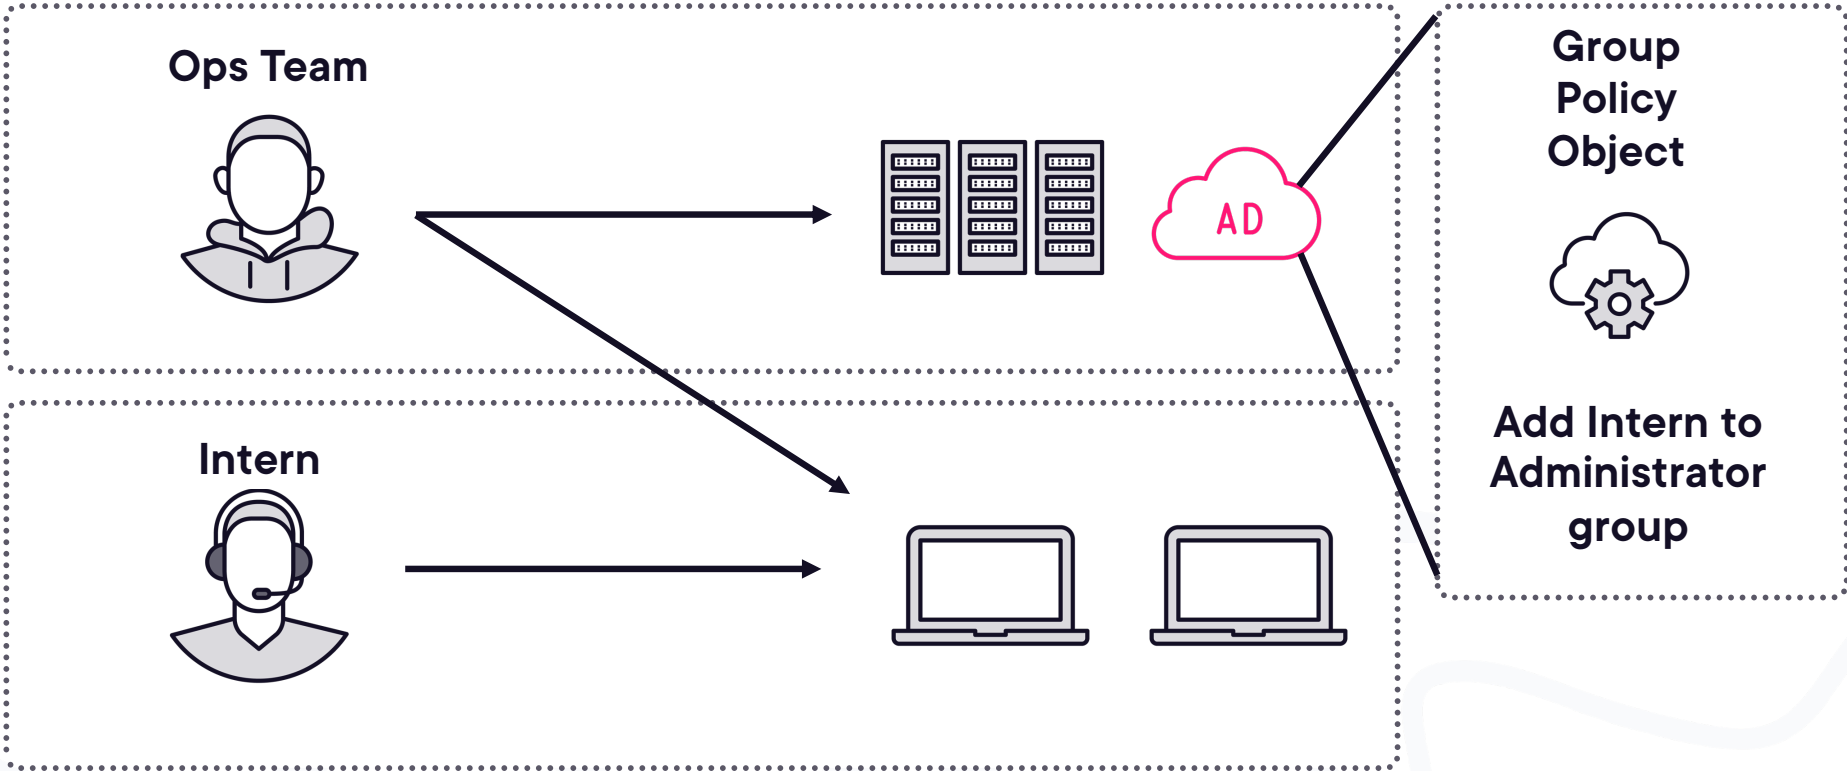 Ops Team
AD
Intern
Group
Policy
Object
Add Intern to
Administrator
group